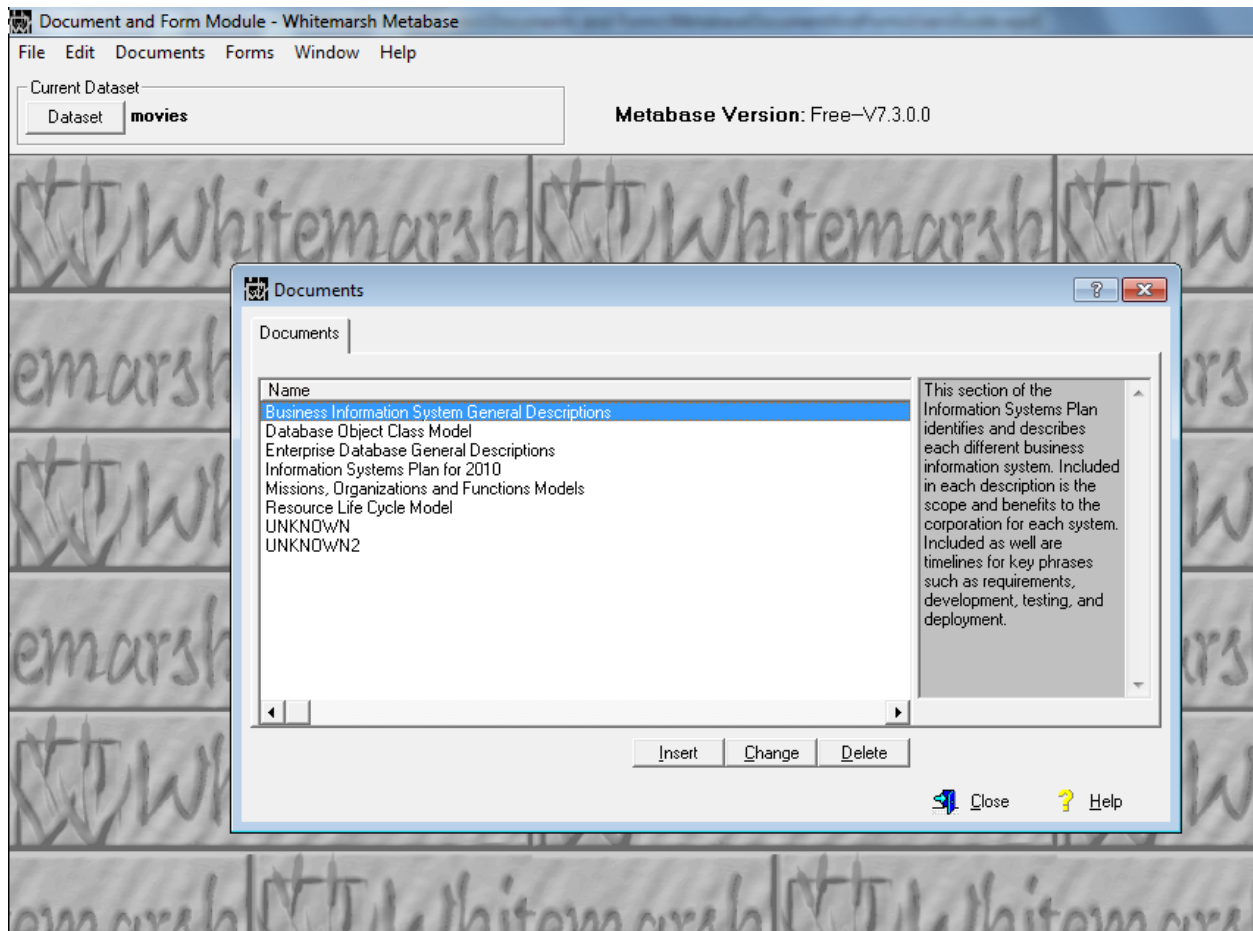 Document and Form Module - Whitemarsh Metabase
File Edit Documents Forms Window Help
Current Dataset
Dataset movies
Metabase Version: Free-V7.3.0.0
Whitemarsh Whitemarsh
Documents
Documents
Name
Business Information System General Descriptions
Database Object Class Model
Enterprise Database General Descriptions
Information Systems Plan for 2010
Missions, Organizations and Functions Models
Resource Life Cycle Model
UNKNOWN
UNKNOWN2
This section of the
Information Systems Plan
identifies and describes
each different business
information system. Included
in each description is the
scope and benefits to the
corporation for each system.
Included as well are
timelines for key phrases
such as requirements,
development, testing, and
deployment.
Insert Change Delete
Close Help